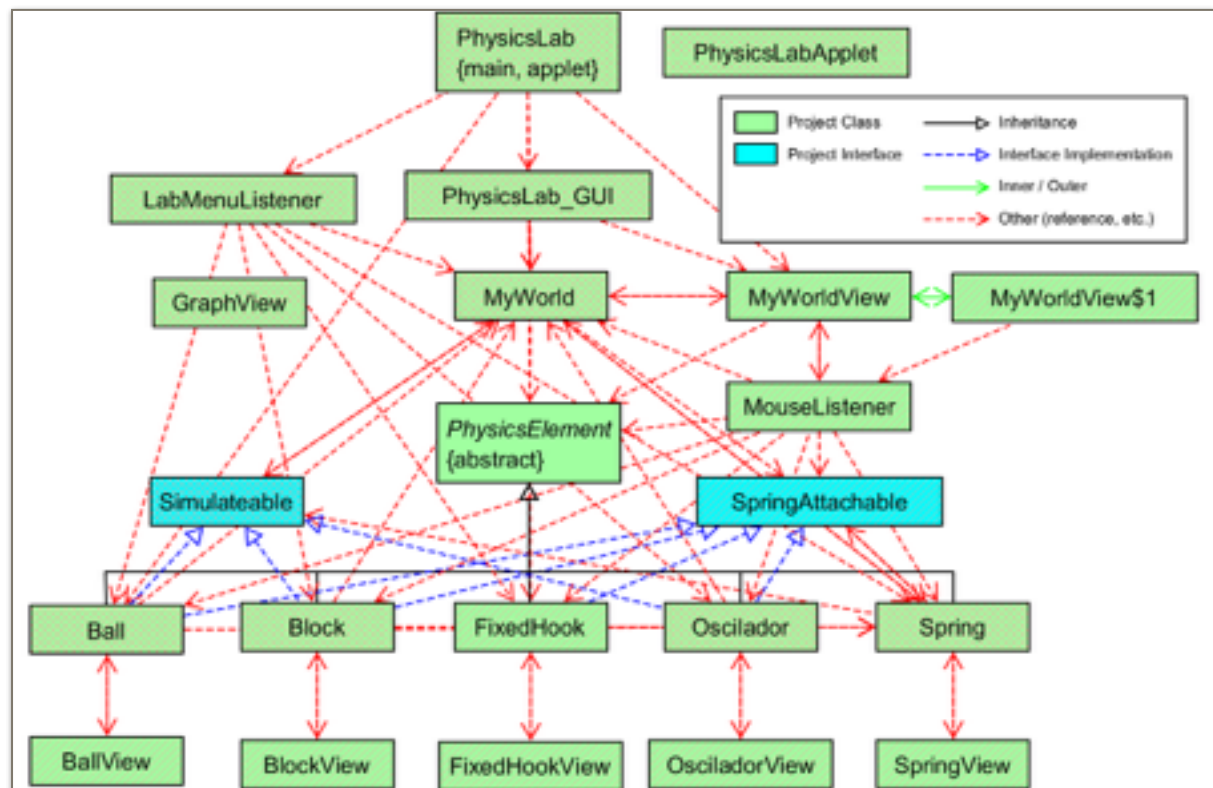 PhysicsLab
{main, applet}
PhysicsLabApplet
Project Class
Inheritance
Project Interface
Interface Implementation
Inner / Outer
Other (reference, etc.)
LabMenuListener
PhysicsLab_GUI
GraphView
MyWorld
MyWorldView
MyWorldView$1
PhysicsElement
{abstract}
MouseListener
Simulateable
SpringAttachable
Ball
Block
FixedHook
Oscilador
Spring
BallView
BlockView
FixedHookView
OsciladorView
SpringView